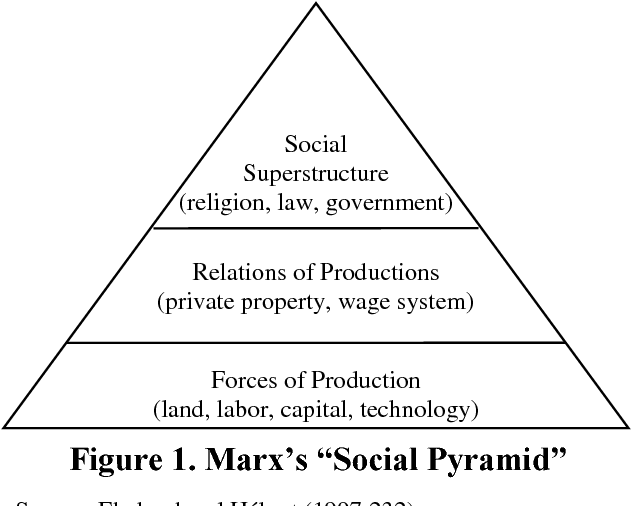 Social
Superstructure
(religion, law, government)
Relations of Productions
(private property, wage system)
Forces of Production
(land, labor, capital, technology)
Figure 1. Marx’s “Social Pyramid”